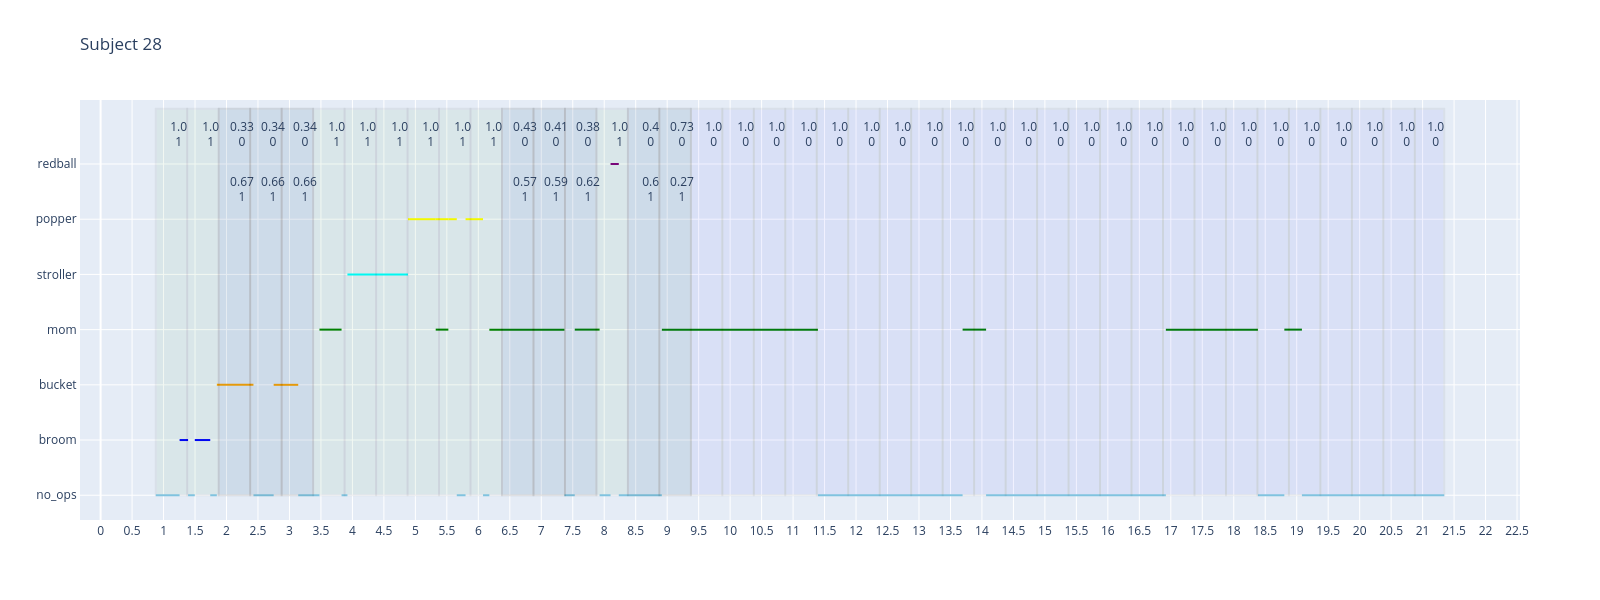 Subject 28
1.0 1.0 0.33 0.34 0.34 1.0 1.0 1.0 1.0 1.0 1.0 0.43 0.41 0.38 1.0 0.4 0.73 1.0 1.0 1.0 1.0 1.0 1.0 1.0 1.0 1.0 1.0 1.0 1.0 1.0 1.0 1.0 1.0 1.0 1.0 1.0 1.0 1.0 1.0 1.0 1.0
1 1 0 0 0 1 1 1 1 1 1 0 0 0 1 0 0 0 0 0 0 0 0 0 0 0 0 0 0 0 0 0 0 0 0 0 0 0 0 0 0
redball
0.67 0.66 0.66 0.57 0.59 0.62 0.6 0.27
1 1 1 1 1 1 1 1
popper
stroller
mom
bucket
broom
no_ops
0 0.5 1 1.5 2 2.5 3 3.5 4 4.5 5 5.5 6 6.5 7 7.5 8 8.5 9 9.5 10 10.5 11 11.5 12 12.5 13 13.5 14 14.5 15 15.5 16 16.5 17 17.5 18 18.5 19 19.5 20 20.5 21 21.5 22 22.5